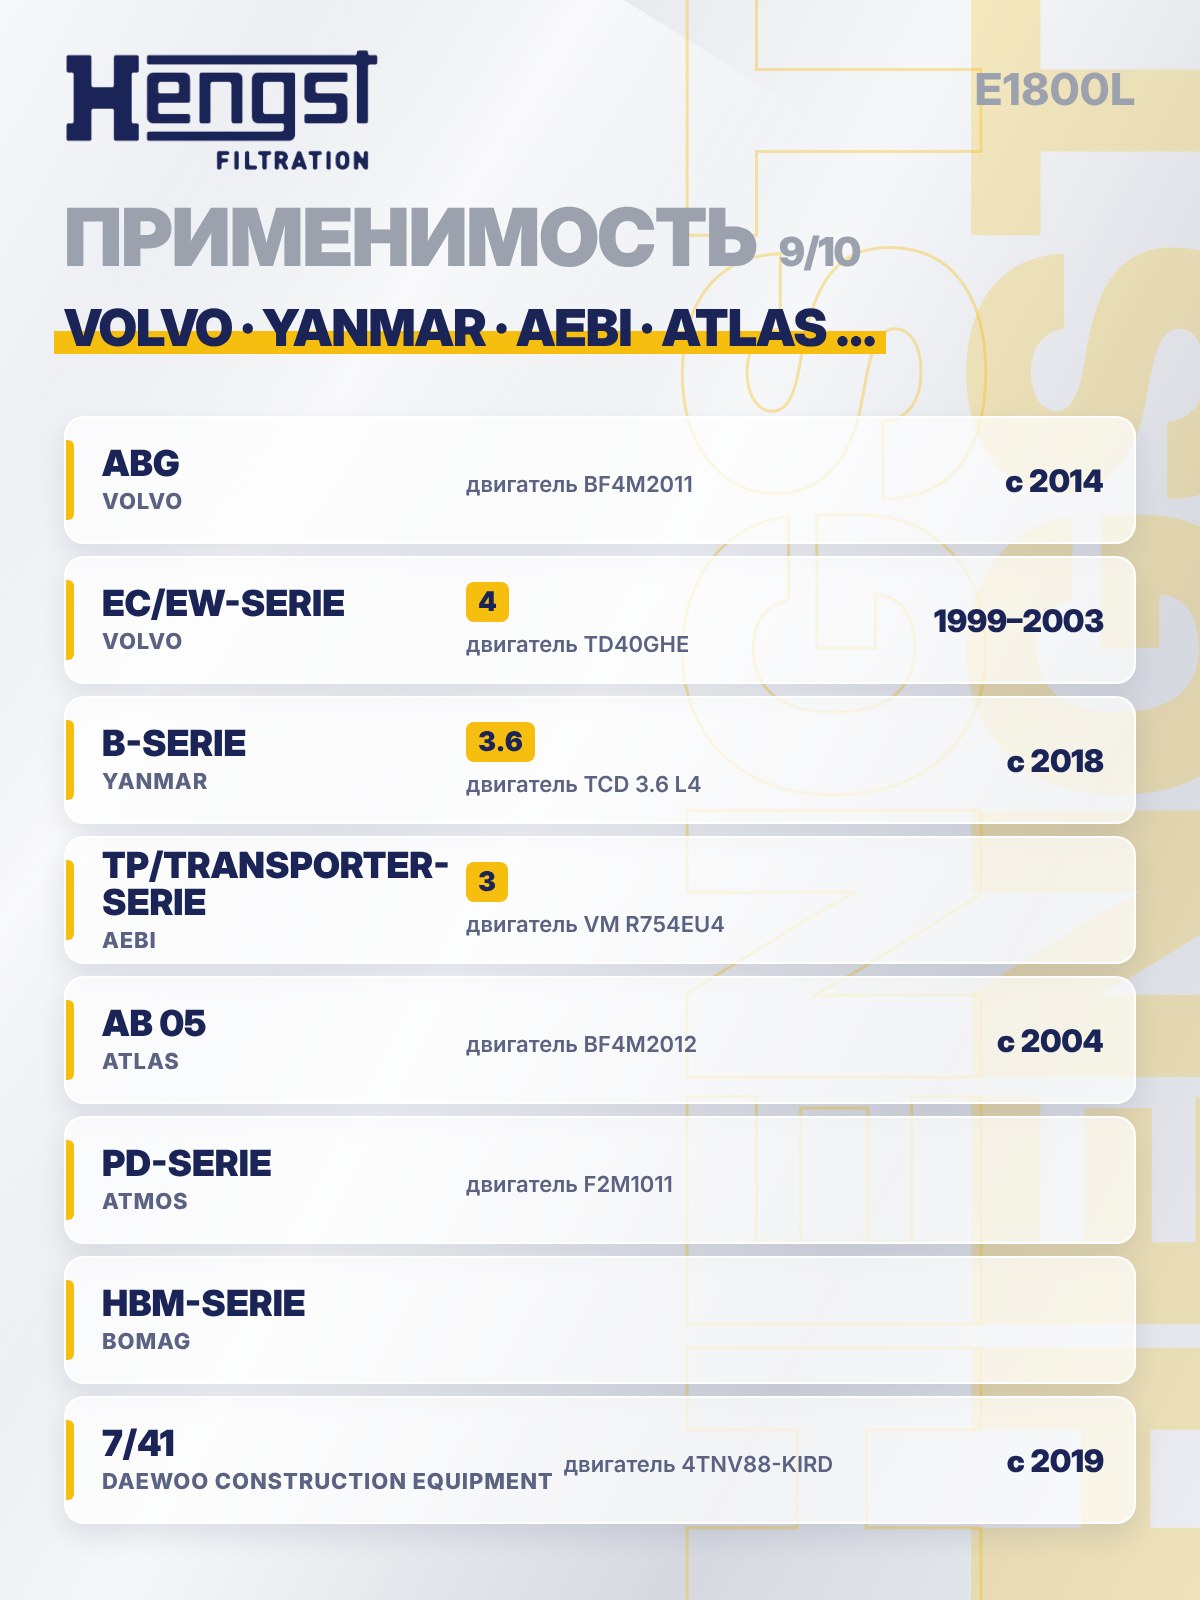 Hengst
FILTRATION
E1800L
ПРИМЕНИМОСТЬ 9/10
VOLVO · YANMAR · AEBI · ATLAS ...
ABG
VOLVO
двигатель BF4M2011
с 2014
EC/EW-SERIE
VOLVO
4
двигатель TD40GHE
1999–2003
B-SERIE
YANMAR
3.6
двигатель TCD 3.6 L4
с 2018
TP/TRANSPORTER-
SERIE
AEBI
3
двигатель VM R754EU4
AB 05
ATLAS
двигатель BF4M2012
с 2004
PD-SERIE
ATMOS
двигатель F2M1011
HBM-SERIE
BOMAG
7/41
DAEWOO CONSTRUCTION EQUIPMENT
двигатель 4TNV88-KIRD
с 2019
HENGST